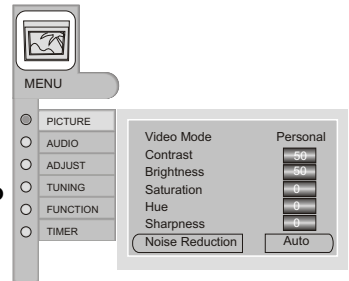 MENU
PICTURE
AUDIO
ADJUST
TUNING
FUNCTION
TIMER
Video Mode Personal
Contrast 50
Brightness 50
Saturation 0
Hue 0
Sharpness 0
Noise Reduction Auto